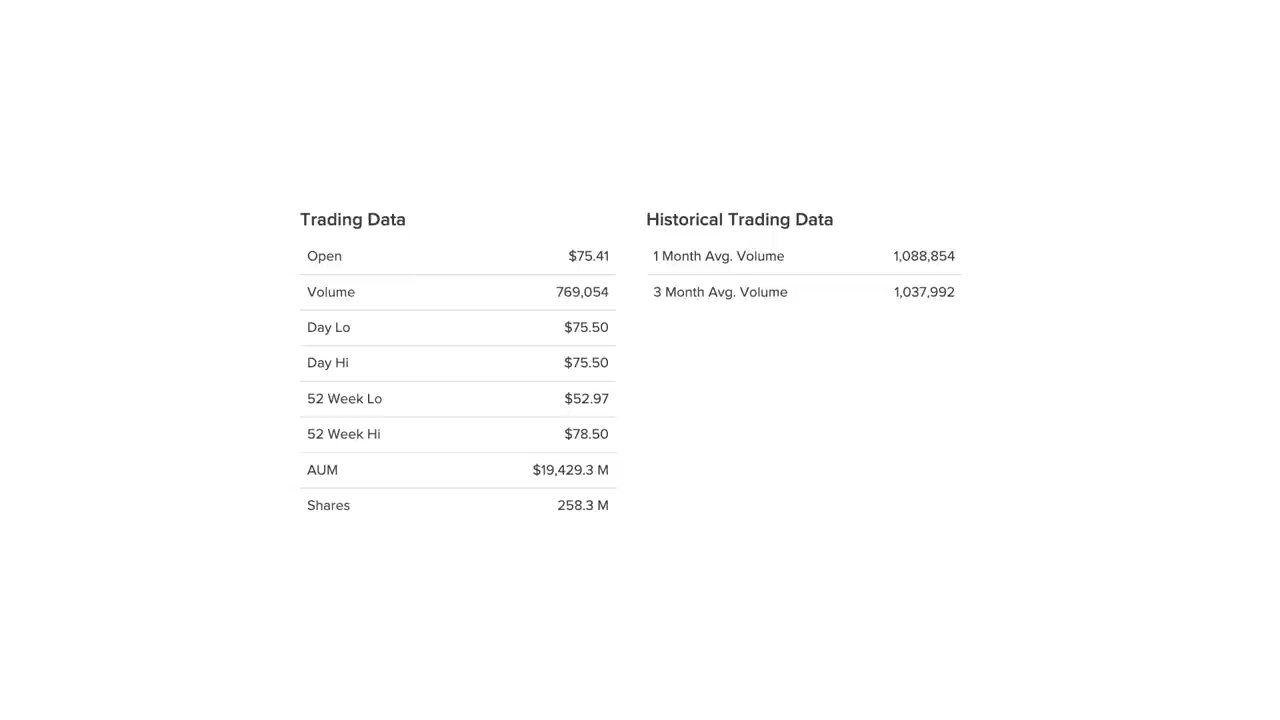 Trading Data
Open $75.41
Volume 769,054
Day Lo $75.50
Day Hi $75.50
52 Week Lo $52.97
52 Week Hi $78.50
AUM $19,429.3 M
Shares 258.3 M
Historical Trading Data
1 Month Avg. Volume 1,088,854
3 Month Avg. Volume 1,037,992